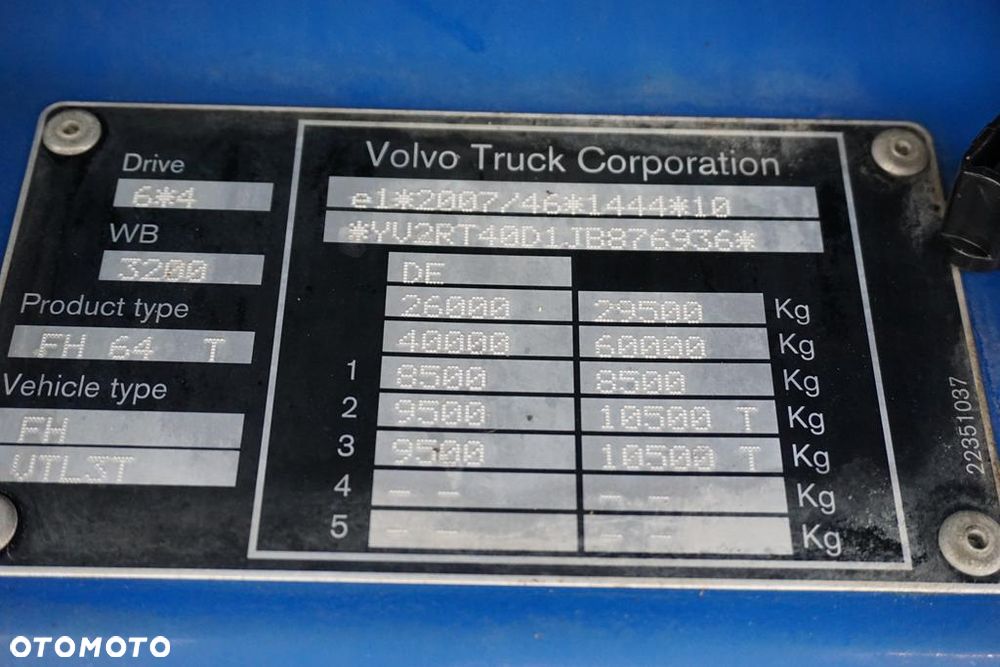 Drive
6*4
WB
3200
Product type
FH 64 T
Vehicle type
FH
VTL3T
Volvo Truck Corporation
e1*2007/46*1444*10
*YV2RT40D1JB876936*
DE
26000 29500 Kg
40000 60000 Kg
1 8500 8500 Kg
2 9500 10500 T Kg
3 9500 10500 T Kg
4 - - - - Kg
5 - - - - Kg
22351037
OTOMOTO